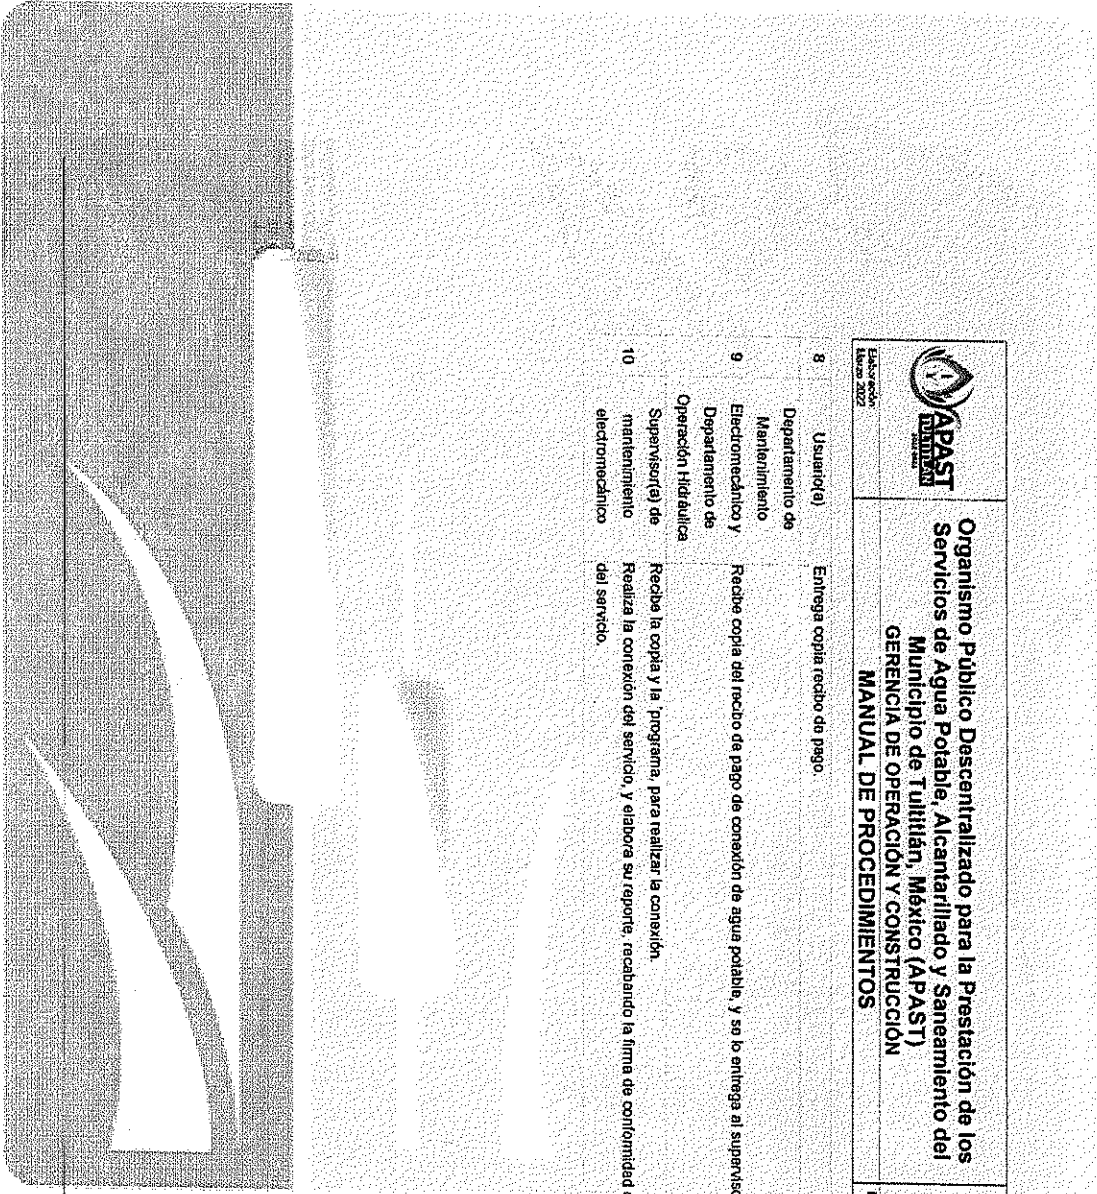 APAST
TULTITLÁN
Elaboración
Marzo 2022
Organismo Público Descentralizado para la Prestación de los
Servicios de Agua Potable, Alcantarillado y Saneamiento del
Municipio de Tultitlán, México (APAST)
GERENCIA DE OPERACIÓN Y CONSTRUCCIÓN
MANUAL DE PROCEDIMIENTOS
8 Usuario(a) Entrega copia recibo de pago.
Departamento de
Mantenimiento
9 Electromecánico y Recibe copia del recibo de pago de conexión de agua potable, y se lo entrega al superviso
Departamento de
Operación Hidráulica
Supervisor(a) de Recibe la copia y la 'programa, para realizar la conexión.
10 mantenimiento Realiza la conexión del servicio, y elabora su reporte, recabando la firma de conformidad
electromecánico del servicio.